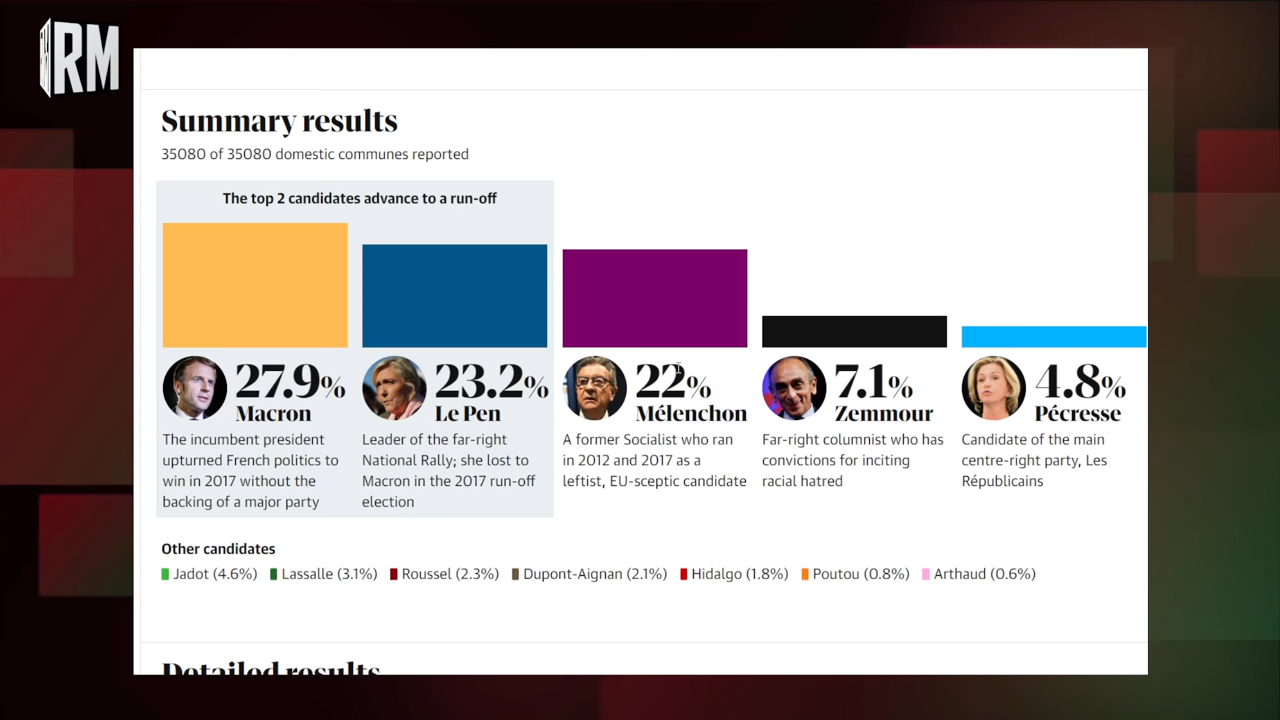 RM
Summary results
35080 of 35080 domestic communes reported
The top 2 candidates advance to a run-off
27.9%
Macron
The incumbent president
upturned French politics to
win in 2017 without the
backing of a major party
23.2%
Le Pen
Leader of the far-right
National Rally; she lost to
Macron in the 2017 run-off
election
22%
Mélenchon
A former Socialist who ran
in 2012 and 2017 as a
leftist, EU-sceptic candidate
7.1%
Zemmour
Far-right columnist who has
convictions for inciting
racial hatred
4.8%
Pécresse
Candidate of the main
centre-right party, Les
Républicains
Other candidates
Jadot (4.6%) Lassalle (3.1%) Roussel (2.3%) Dupont-Aignan (2.1%) Hidalgo (1.8%) Poutou (0.8%) Arthaud (0.6%)
Detailed results